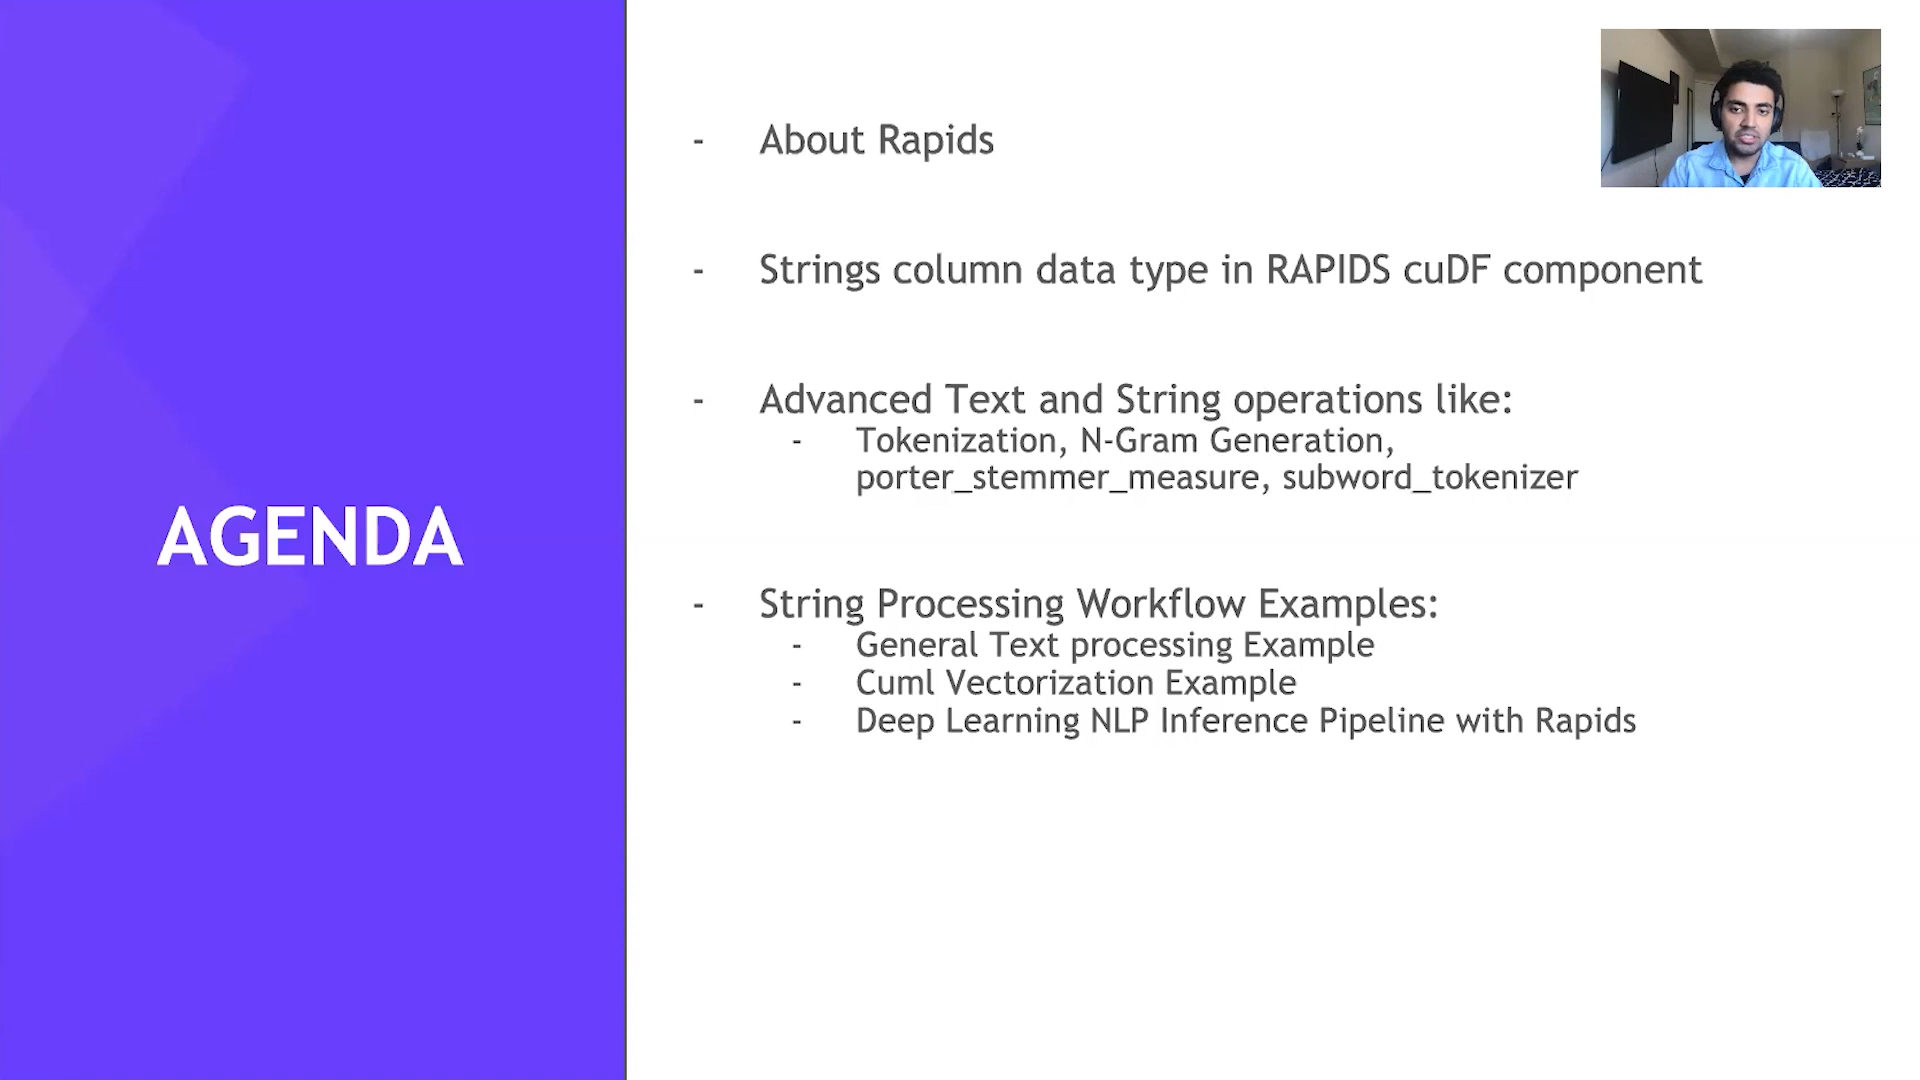 AGENDA
- About Rapids
- Strings column data type in RAPIDS cuDF component
- Advanced Text and String operations like:
- Tokenization, N-Gram Generation,
porter_stemmer_measure, subword_tokenizer
- String Processing Workflow Examples:
- General Text processing Example
- Cuml Vectorization Example
- Deep Learning NLP Inference Pipeline with Rapids